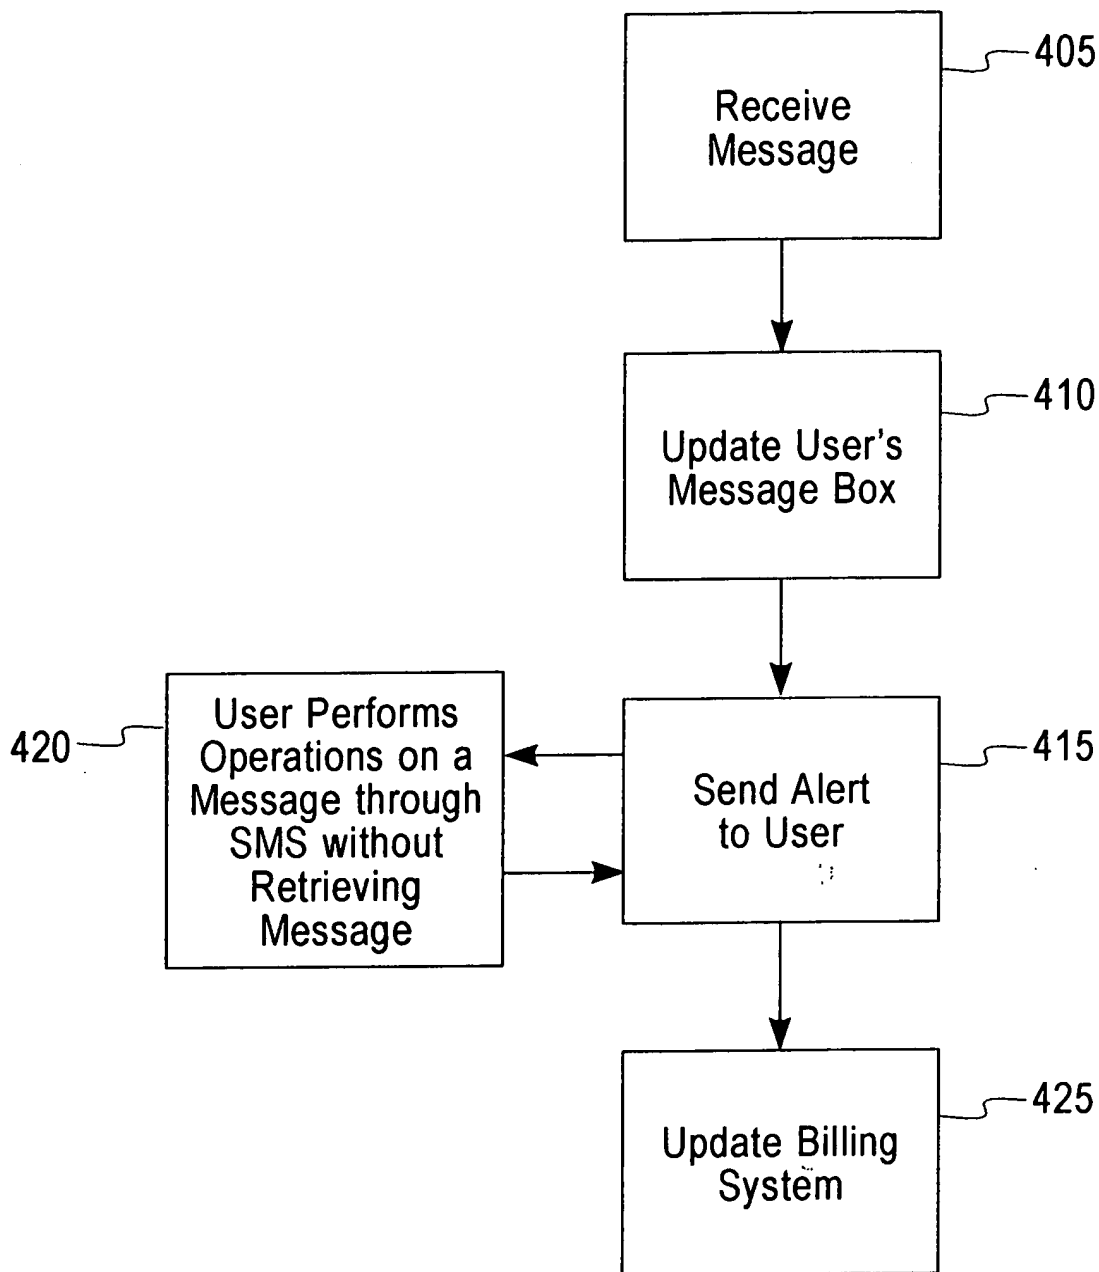 405
Receive
Message
410
Update User's
Message Box
420
User Performs
Operations on a
Message through
SMS without
Retrieving
Message
415
Send Alert
to User
425
Update Billing
System